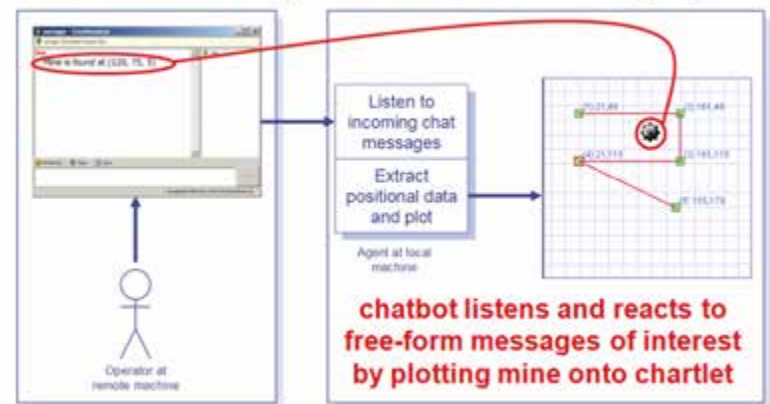 Mine is found at (120, 75, 5)
Listen to
incoming chat
messages
Extract
positional data
and plot
Agent at local
machine
Operator at
remote machine
chatbot listens and reacts to
free-form messages of interest
by plotting mine onto chartlet